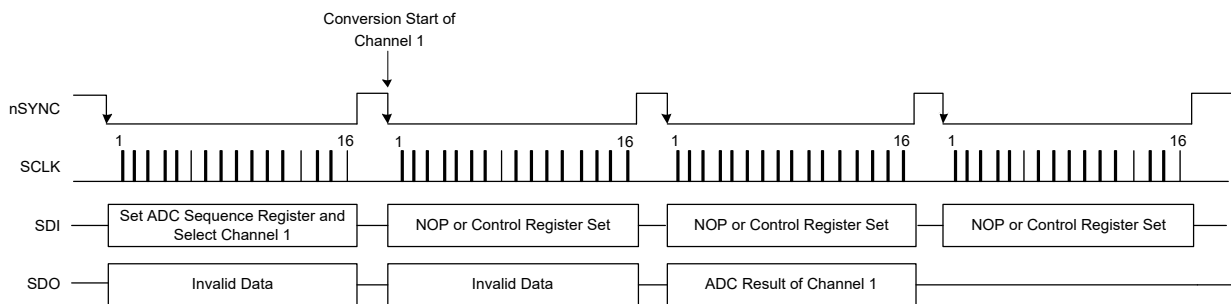 Conversion Start of
Channel 1
nSYNC
1 16 1 16 1 16 1 16
SCLK
SDI
Set ADC Sequence Register and
Select Channel 1
NOP or Control Register Set
NOP or Control Register Set
NOP or Control Register Set
SDO
Invalid Data
Invalid Data
ADC Result of Channel 1